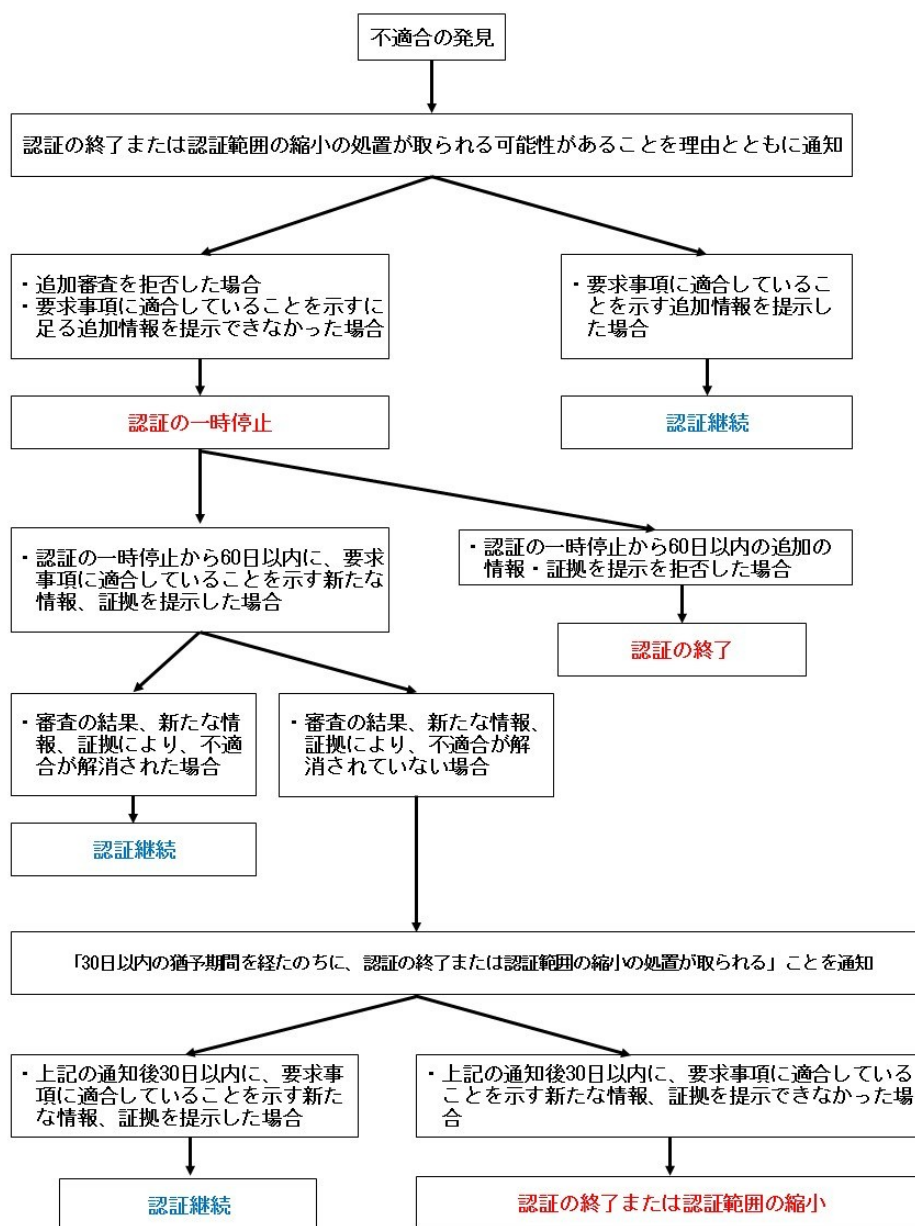 不適合の発見
認証の終了または認証範囲の縮小の処置が取られる可能性があることを理由とともに通知
・追加審査を拒否した場合
・要求事項に適合していることを示すに
足る追加情報を提示できなかった場合
・要求事項に適合しているこ
とを示す追加情報を提示し
た場合
認証の一時停止
認証継続
・認証の一時停止から60日以内に、要求
事項に適合していることを示す新たな
情報、証拠を提示した場合
・認証の一時停止から60日以内の追加の
情報・証拠を提示を拒否した場合
認証の終了
・審査の結果、新たな情
報、証拠により、不適
合が解消された場合
・審査の結果、新たな情報、
証拠により、不適合が解
消されていない場合
認証継続
「30日以内の猶予期間を経たのちに、認証の終了または認証範囲の縮小の処置が取られる」ことを通知
・上記の通知後30日以内に、要求事
項に適合していることを示す新た
な情報、証拠を提示した場合
・上記の通知後30日以内に、要求事項に適合している
ことを示す新たな情報、証拠を提示できなかった場
合
認証継続
認証の終了または認証範囲の縮小